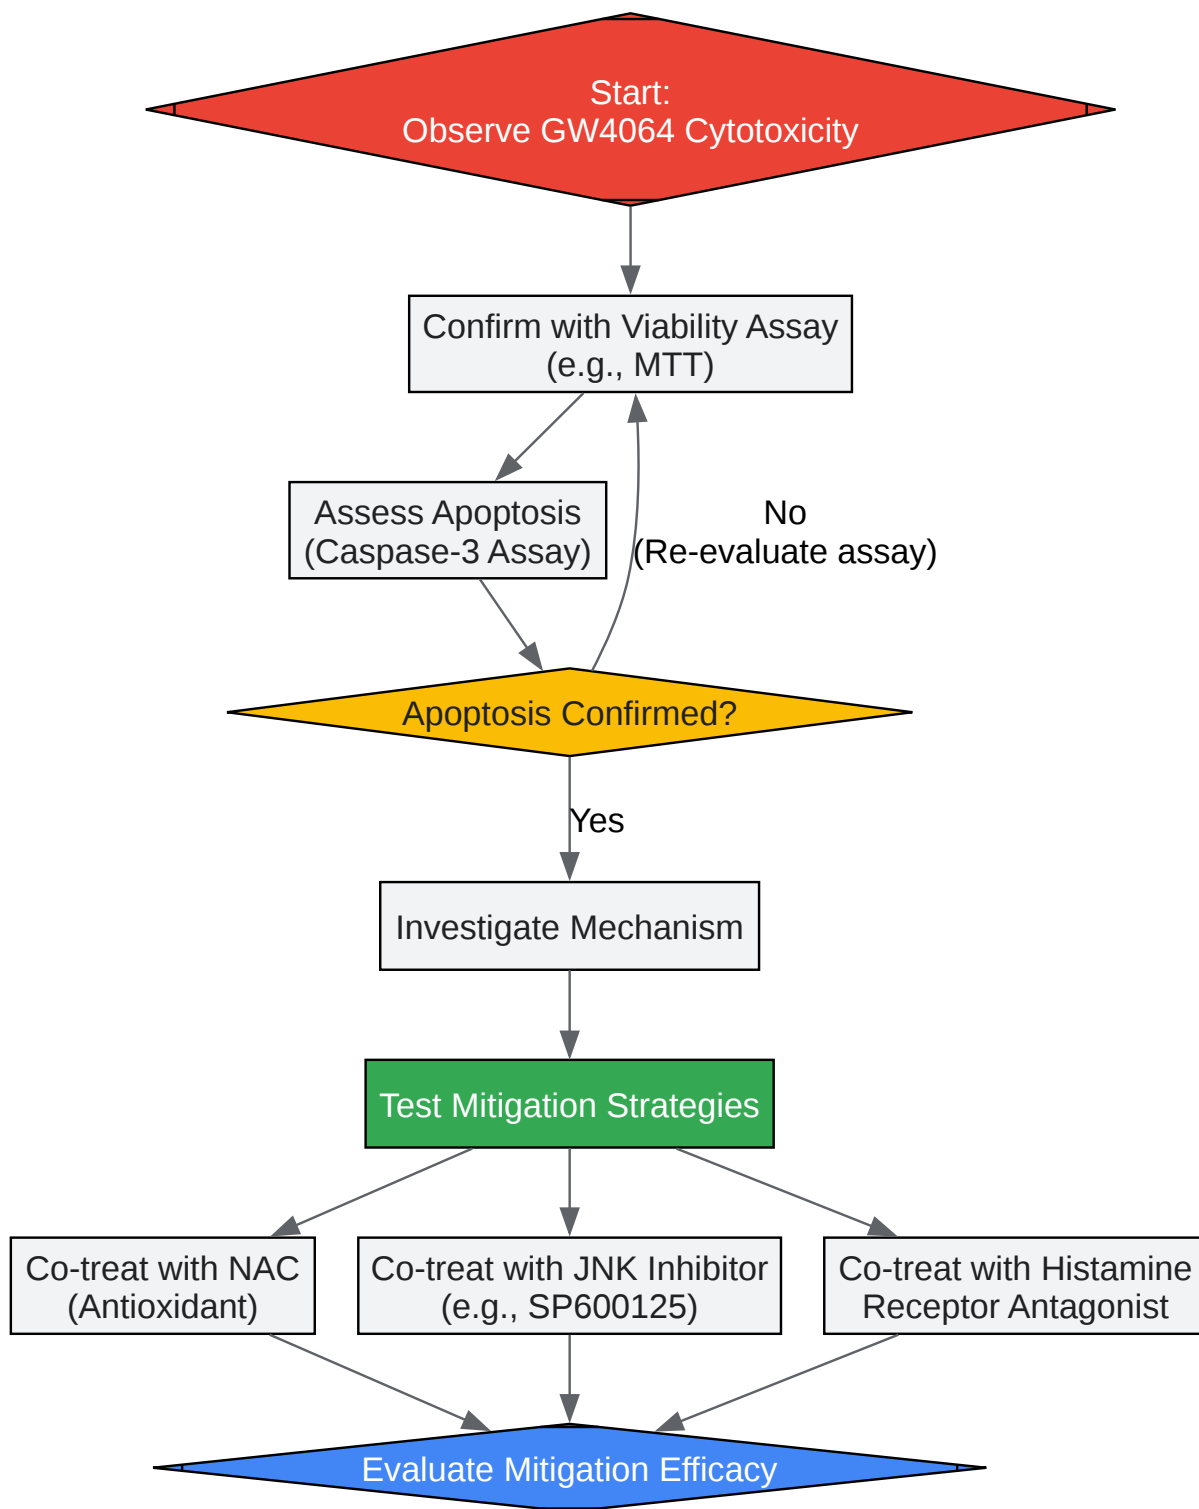 Start:
Observe GW4064 Cytotoxicity
Confirm with Viability Assay
(e.g., MTT)
Assess Apoptosis
(Caspase-3 Assay)
No
(Re-evaluate assay)
Apoptosis Confirmed?
Yes
Investigate Mechanism
Test Mitigation Strategies
Co-treat with NAC
(Antioxidant)
Co-treat with JNK Inhibitor
(e.g., SP600125)
Co-treat with Histamine
Receptor Antagonist
Evaluate Mitigation Efficacy